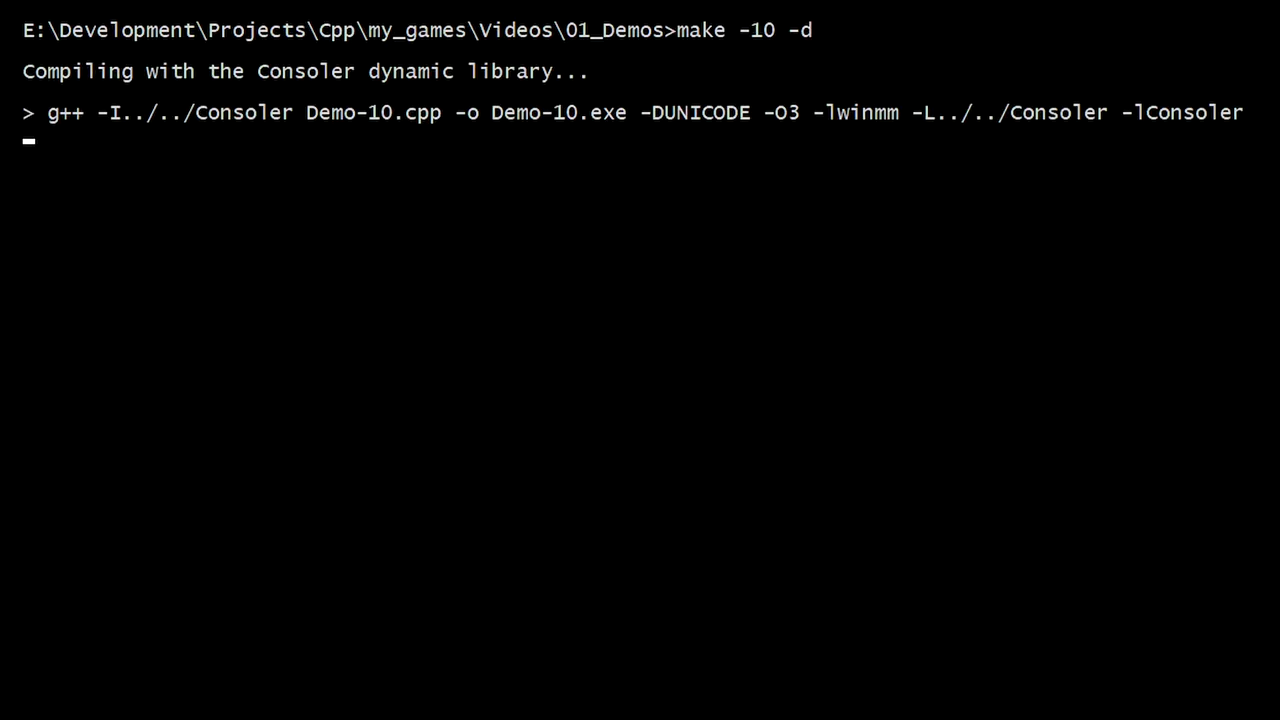 E:\Development\Projects\Cpp\my_games\Videos\01_Demos>make -10 -d
Compiling with the Consoler dynamic library...
> g++ -I../../Consoler Demo-10.cpp -o Demo-10.exe -DUNICODE -O3 -lwinmm -L../../Consoler -lConsoler